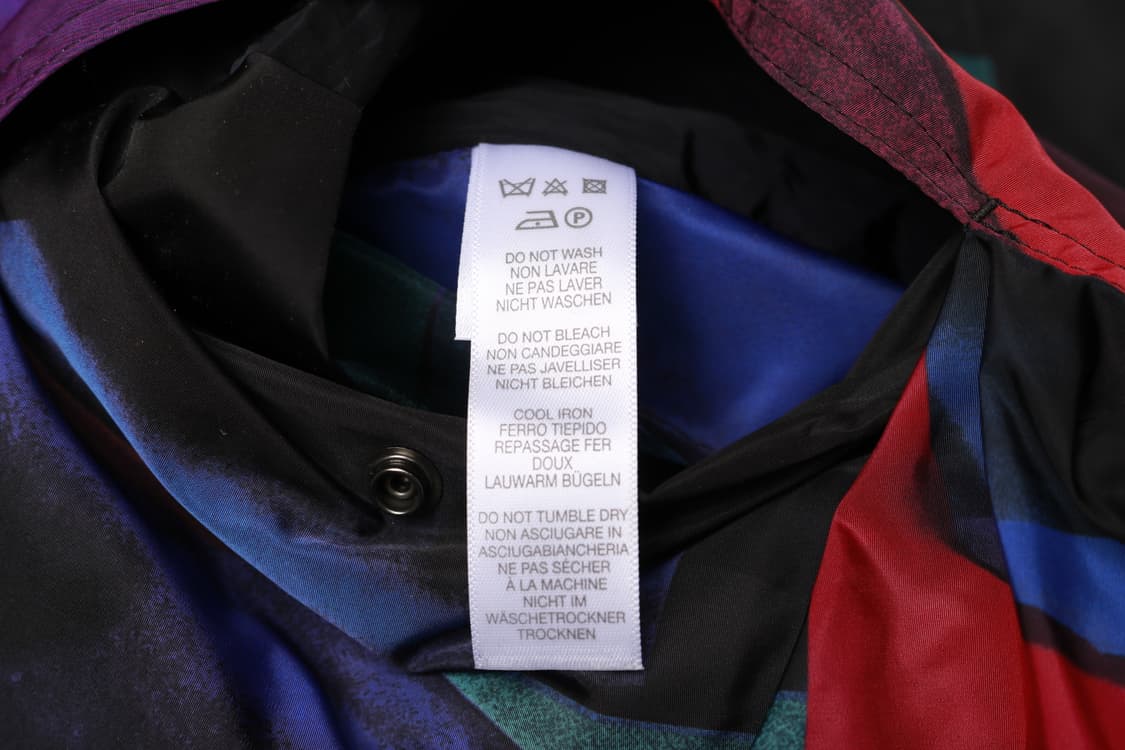 P
DO NOT WASH
NON LAVARE
NE PAS LAVER
NICHT WASCHEN
DO NOT BLEACH
NON CANDEGGIARE
NE PAS JAVELLISER
NICHT BLEICHEN
COOL IRON
FERRO TIEPIDO
REPASSAGE FER
DOUX
LAUWARM BÜGELN
DO NOT TUMBLE DRY
NON ASCIUGARE IN
ASCIUGABIANCHERIA
NE PAS SÈCHER
À LA MACHINE
NICHT IM
WÄSCHETROCKNER
TROCKNEN